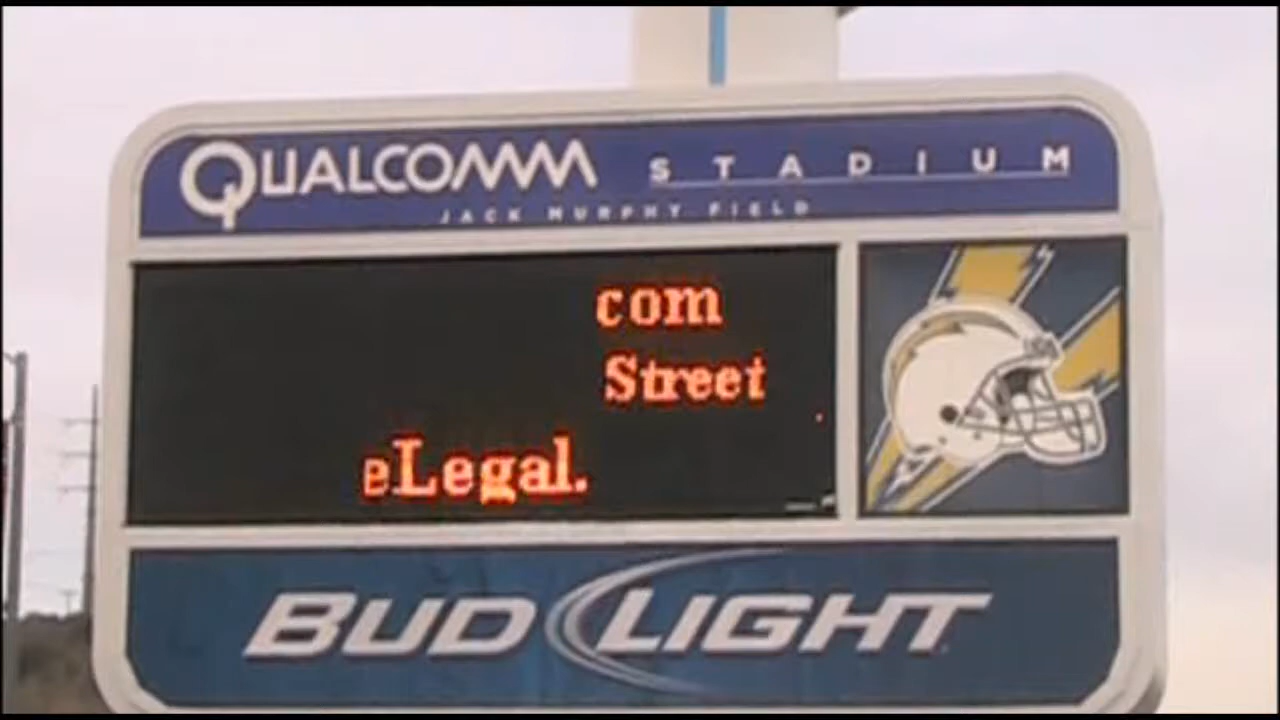 QUALCOMM STADIUM
JACK MURPHY FIELD
com
Street
eLegal.
BUD LIGHT